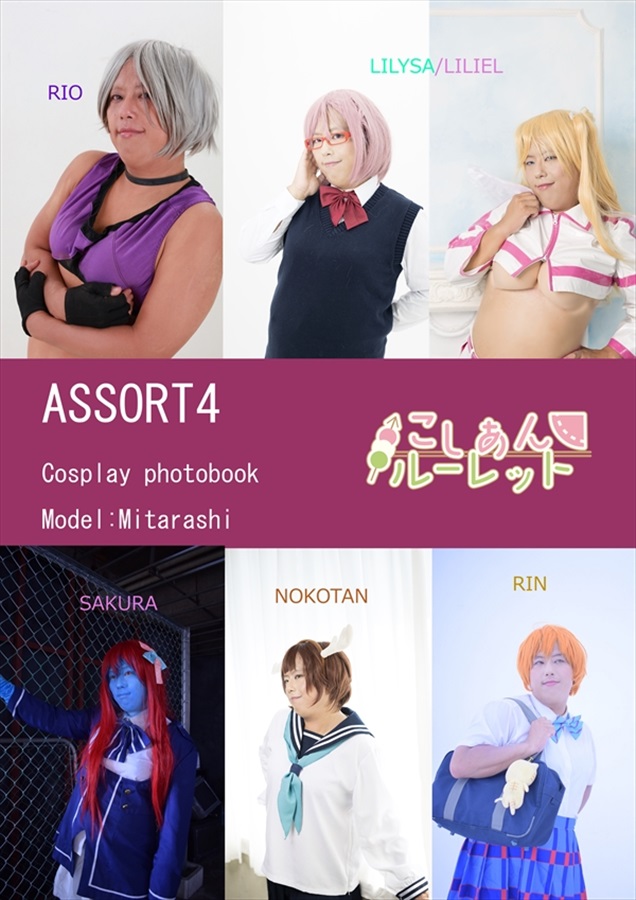 RIO
LILYSA/LILIEL
ASSORT4
Cosplay photobook
Model:Mitarashi
こしあん
ルーレット
SAKURA
NOKOTAN
RIN